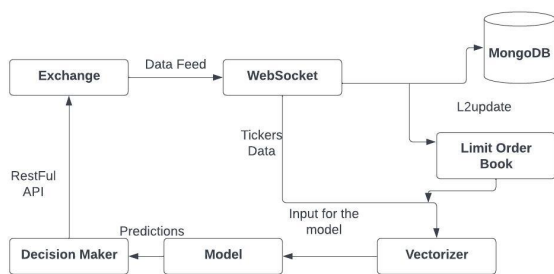 MongoDB
Exchange
Data Feed
WebSocket
L2update
Tickers
Data
Limit Order
Book
RestFul
API
Input for the
model
Predictions
Decision Maker
Model
Vectorizer